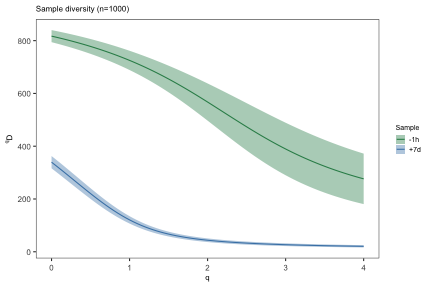 Sample diversity (n=1000)
800
600
400
200
0
qD
0 1 2 3 4
q
Sample
-1h
+7d